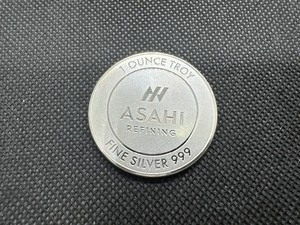 1 OUNCE TROY
ASAHI
REFINING
FINE SILVER 999